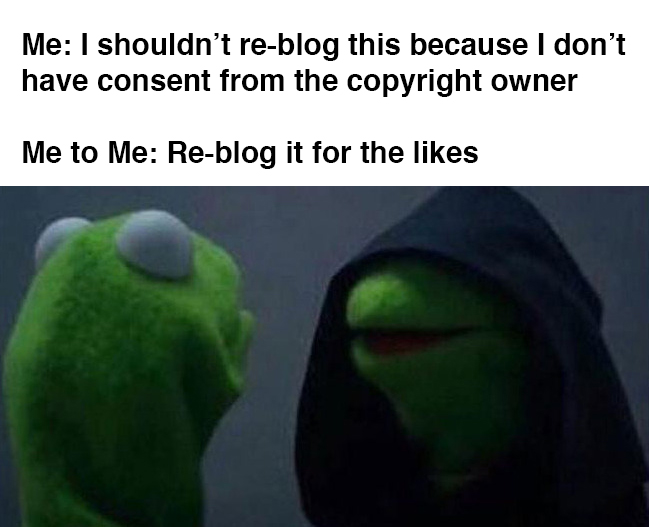 Me: I shouldn’t re-blog this because I don’t
have consent from the copyright owner
Me to Me: Re-blog it for the likes